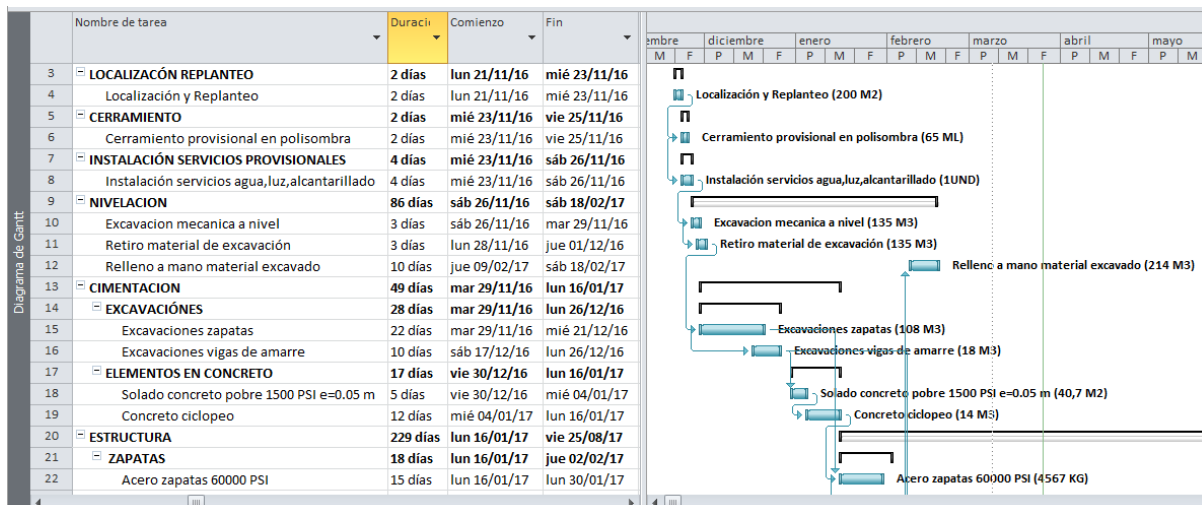 Nombre de tarea Duraci Comienzo Fin
embre diciembre enero febrero marzo abril mayo
M F P M F P M F P M F P M F P M F P M
3 LOCALIZACÓN REPLANTEO 2 días lun 21/11/16 mié 23/11/16
4 Localización y Replanteo 2 días lun 21/11/16 mié 23/11/16 Localización y Replanteo (200 M2)
5 CERRAMIENTO 2 días mié 23/11/16 vie 25/11/16
6 Cerramiento provisional en polisombra 2 días mié 23/11/16 vie 25/11/16 Cerramiento provisional en polisombra (65 ML)
7 INSTALACIÓN SERVICIOS PROVISIONALES 4 días mié 23/11/16 sáb 26/11/16
8 Instalación servicios agua,luz,alcantarillado 4 días mié 23/11/16 sáb 26/11/16 Instalación servicios agua,luz,alcantarillado (1UND)
9 NIVELACION 86 días sáb 26/11/16 sáb 18/02/17
10 Excavacion mecanica a nivel 3 días sáb 26/11/16 mar 29/11/16 Excavacion mecanica a nivel (135 M3)
11 Retiro material de excavación 3 días lun 28/11/16 jue 01/12/16 Retiro material de excavación (135 M3)
12 Relleno a mano material excavado 10 días jue 09/02/17 sáb 18/02/17 Relleno a mano material excavado (214 M3)
13 CIMENTACION 49 días mar 29/11/16 lun 16/01/17
14 EXCAVACIÓNES 28 días mar 29/11/16 lun 26/12/16
15 Excavaciones zapatas 22 días mar 29/11/16 mié 21/12/16 Excavaciones zapatas (108 M3)
16 Excavaciones vigas de amarre 10 días sáb 17/12/16 lun 26/12/16 Excavaciones vigas de amarre (18 M3)
17 ELEMENTOS EN CONCRETO 17 días vie 30/12/16 lun 16/01/17
18 Solado concreto pobre 1500 PSI e=0.05 m 5 días vie 30/12/16 mié 04/01/17 Solado concreto pobre 1500 PSI e=0.05 m (40,7 M2)
19 Concreto ciclopeo 12 días mié 04/01/17 lun 16/01/17 Concreto ciclopeo (14 M3)
20 ESTRUCTURA 229 días lun 16/01/17 vie 25/08/17
21 ZAPATAS 18 días lun 16/01/17 jue 02/02/17
22 Acero zapatas 60000 PSI 15 días lun 16/01/17 lun 30/01/17 Acero zapatas 60000 PSI (4567 KG)
Diagrama de Gantt